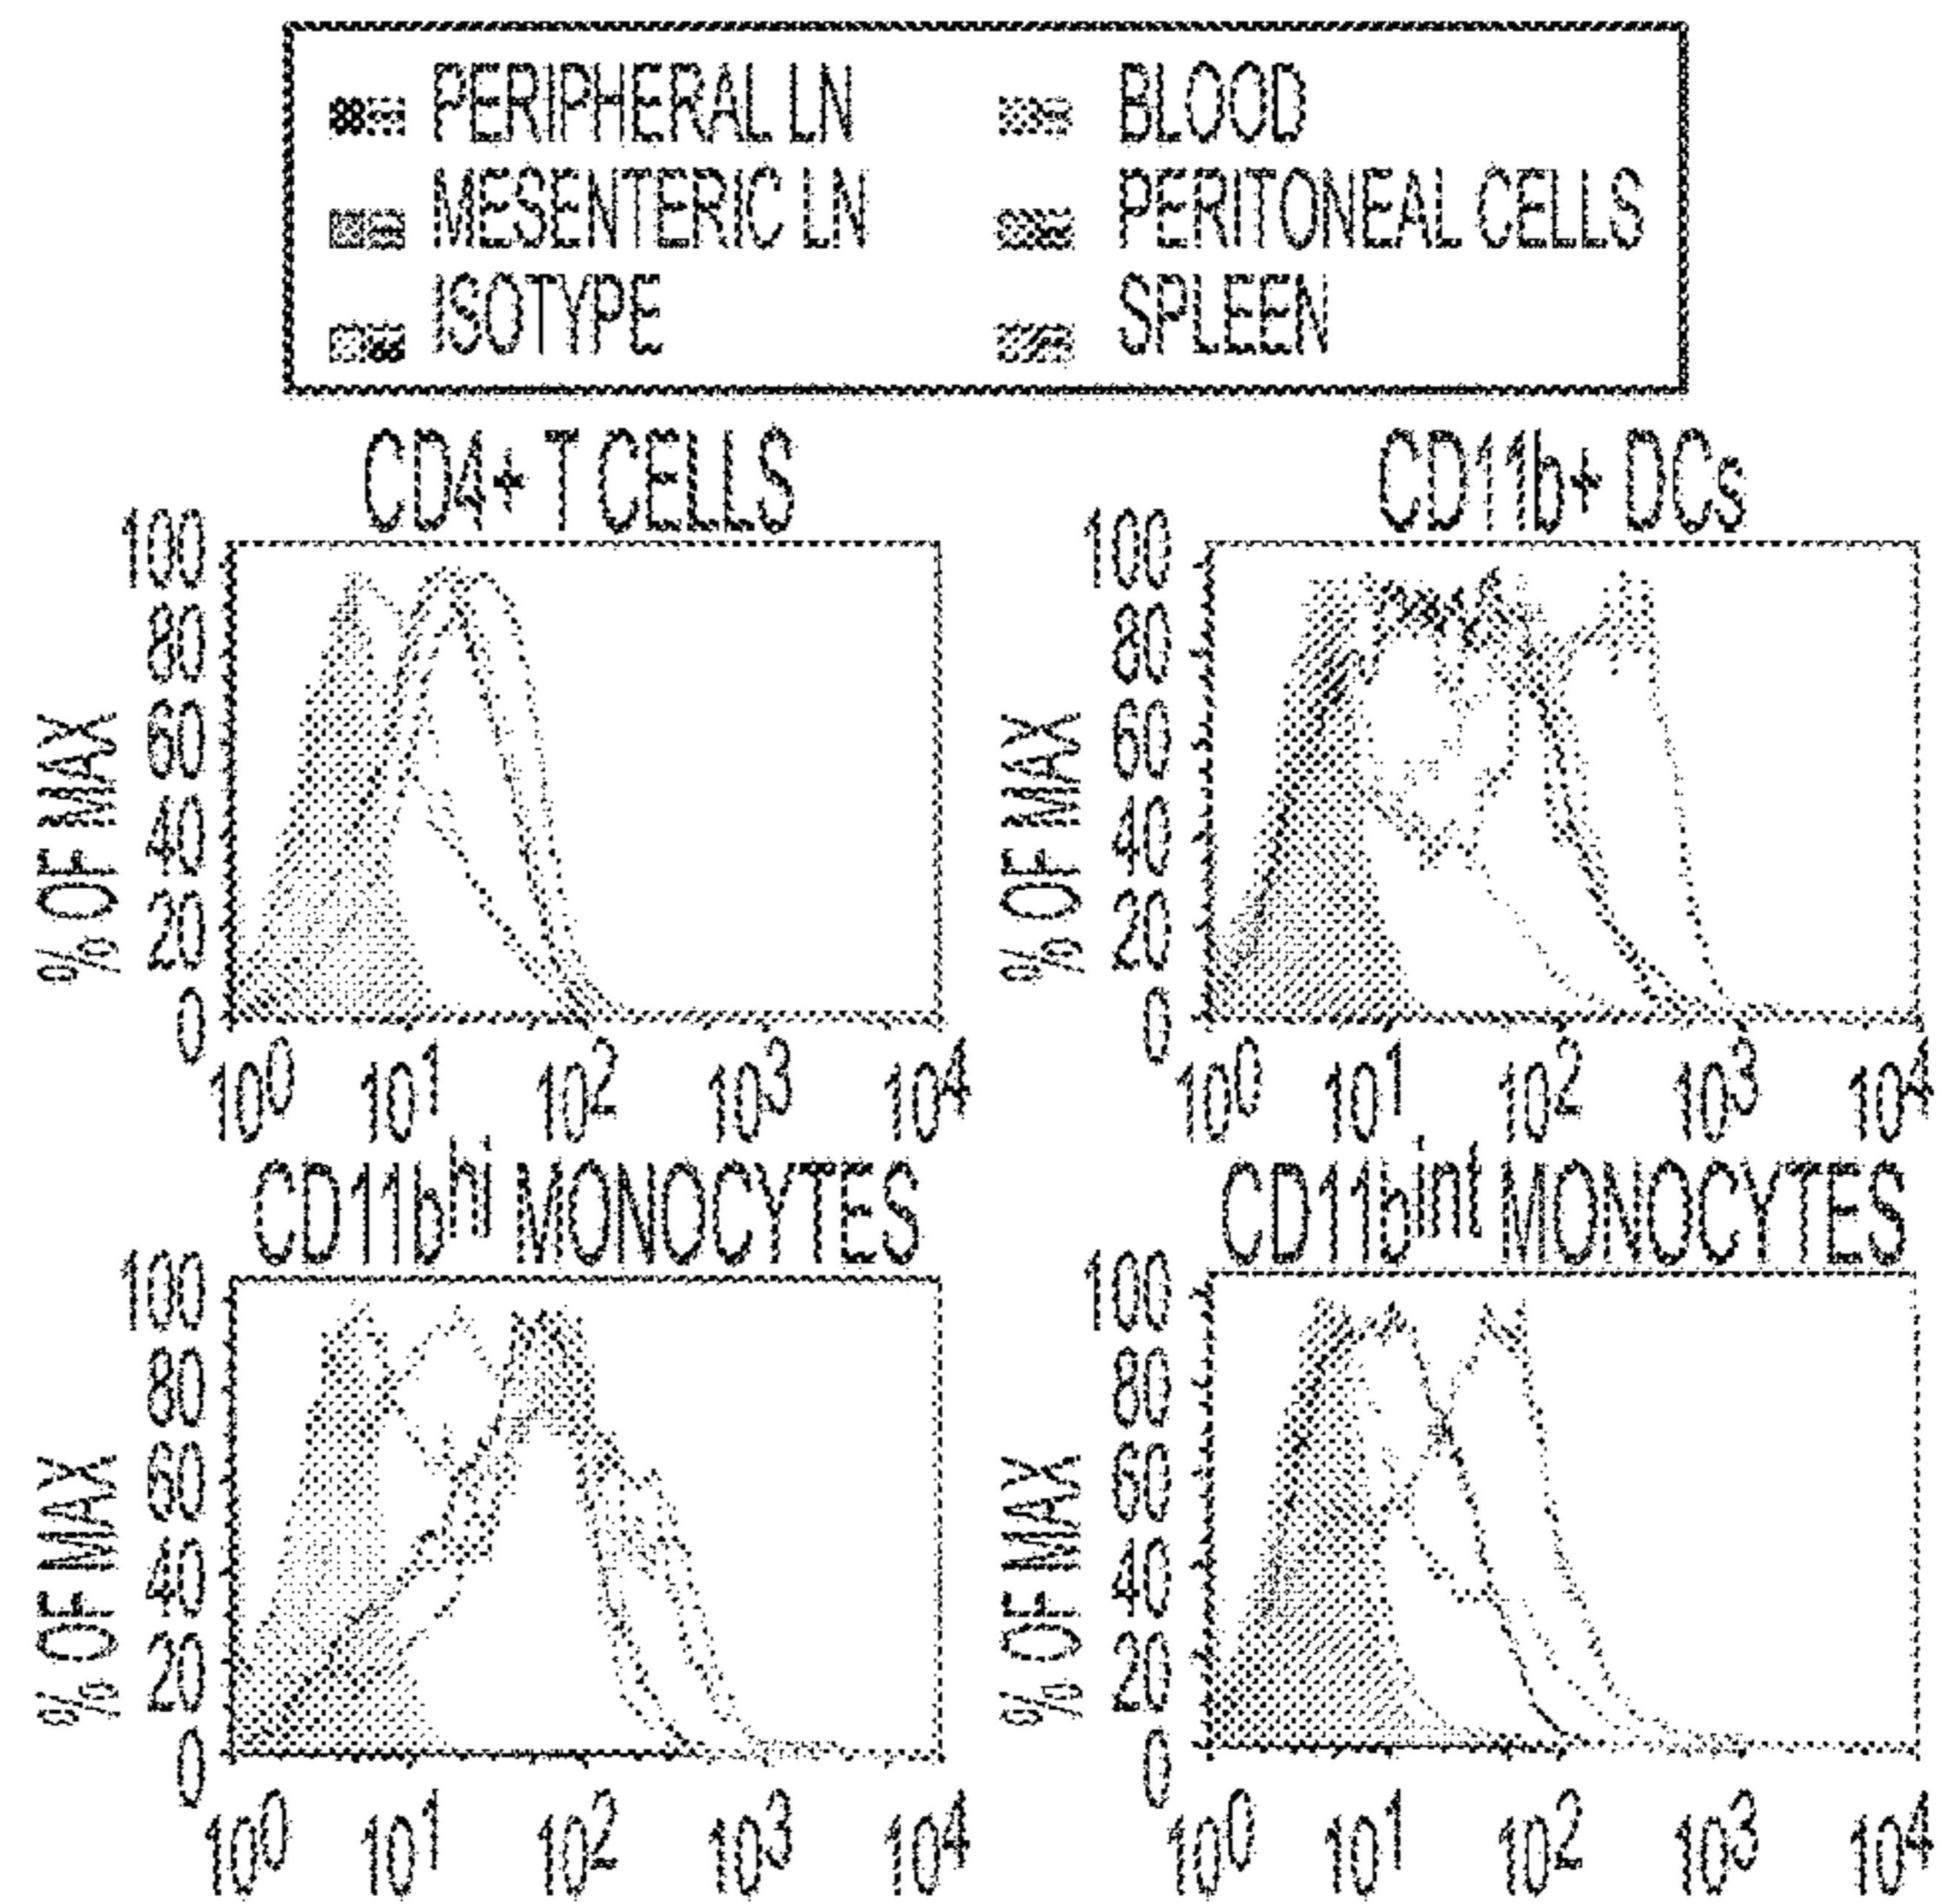 PERIPHERAL LN BLOOD
MESENTERIC LN PERITONEAL CELLS
ISOTYPE SPLEEN
CD4+ T CELLS
% OF MAX
100
80
60
40
20
0
10^0 10^1 10^2 10^3 10^4
CD11b+ DCs
% OF MAX
100
80
60
40
20
0
10^0 10^1 10^2 10^3 10^4
CD11b^hi MONOCYTES
% OF MAX
100
80
60
40
20
0
10^0 10^1 10^2 10^3 10^4
CD11b^int MONOCYTES
% OF MAX
100
80
60
40
20
0
10^0 10^1 10^2 10^3 10^4